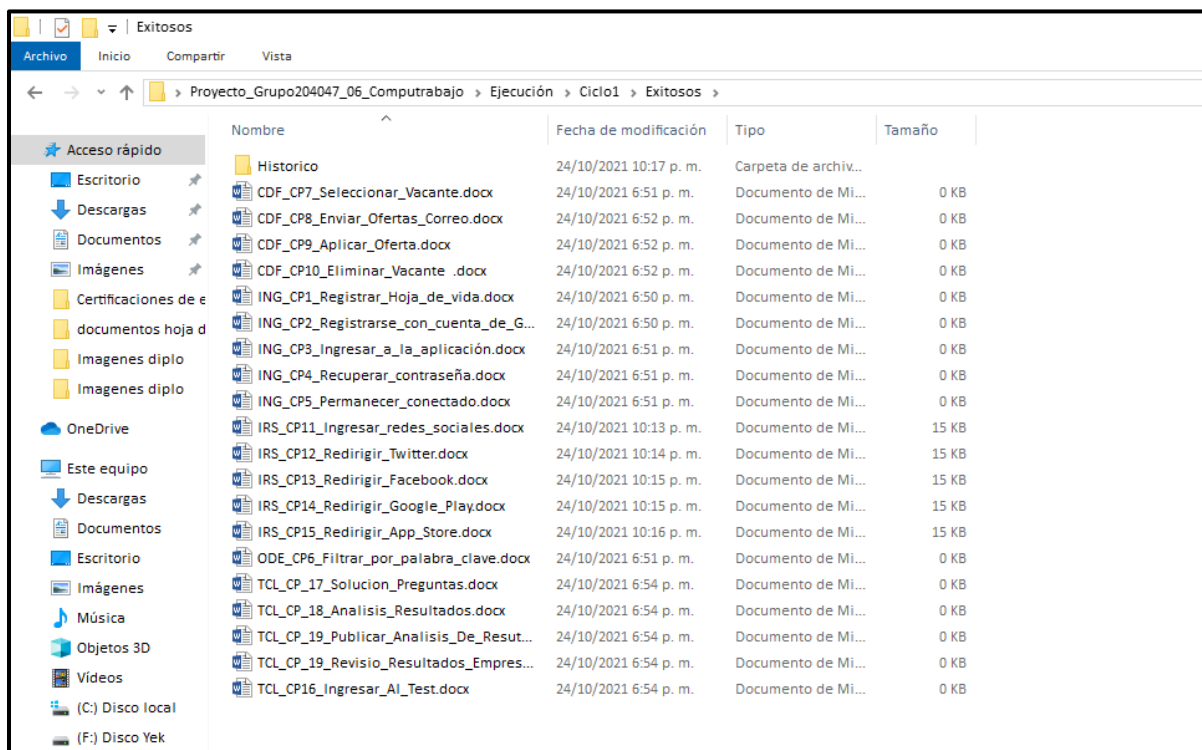 Exitosos
Archivo Inicio Compartir Vista
Proyecto_Grupo204047_06_Computrabajo > Ejecución > Ciclo1 > Exitosos >
Acceso rápido
Escritorio
Descargas
Documentos
Imágenes
Certificaciones de e
documentos hoja d
Imagenes diplo
Imagenes diplo
OneDrive
Este equipo
Descargas
Documentos
Escritorio
Imágenes
Música
Objetos 3D
Vídeos
(C:) Disco local
(F:) Disco Yek
Nombre Fecha de modificación Tipo Tamaño
Historico 24/10/2021 10:17 p. m. Carpeta de archiv...
CDF_CP7_Seleccionar_Vacante.docx 24/10/2021 6:51 p. m. Documento de Mi... 0 KB
CDF_CP8_Enviar_Ofertas_Correo.docx 24/10/2021 6:52 p. m. Documento de Mi... 0 KB
CDF_CP9_Aplicar_Oferta.docx 24/10/2021 6:52 p. m. Documento de Mi... 0 KB
CDF_CP10_Eliminar_Vacante .docx 24/10/2021 6:52 p. m. Documento de Mi... 0 KB
ING_CP1_Registrar_Hoja_de_vida.docx 24/10/2021 6:50 p. m. Documento de Mi... 0 KB
ING_CP2_Registrarse_con_cuenta_de_G... 24/10/2021 6:50 p. m. Documento de Mi... 0 KB
ING_CP3_Ingresar_a_la_aplicación.docx 24/10/2021 6:51 p. m. Documento de Mi... 0 KB
ING_CP4_Recuperar_contraseña.docx 24/10/2021 6:51 p. m. Documento de Mi... 0 KB
ING_CP5_Permanecer_conectado.docx 24/10/2021 6:51 p. m. Documento de Mi... 0 KB
IRS_CP11_Ingresar_redes_sociales.docx 24/10/2021 10:13 p. m. Documento de Mi... 15 KB
IRS_CP12_Redirigir_Twitter.docx 24/10/2021 10:14 p. m. Documento de Mi... 15 KB
IRS_CP13_Redirigir_Facebook.docx 24/10/2021 10:15 p. m. Documento de Mi... 15 KB
IRS_CP14_Redirigir_Google_Play.docx 24/10/2021 10:15 p. m. Documento de Mi... 15 KB
IRS_CP15_Redirigir_App_Store.docx 24/10/2021 10:16 p. m. Documento de Mi... 15 KB
ODE_CP6_Filtrar_por_palabra_clave.docx 24/10/2021 6:51 p. m. Documento de Mi... 0 KB
TCL_CP_17_Solucion_Preguntas.docx 24/10/2021 6:54 p. m. Documento de Mi... 0 KB
TCL_CP_18_Analisis_Resultados.docx 24/10/2021 6:54 p. m. Documento de Mi... 0 KB
TCL_CP_19_Publicar_Analisis_De_Resut... 24/10/2021 6:54 p. m. Documento de Mi... 0 KB
TCL_CP_19_Revisio_Resultados_Empres... 24/10/2021 6:54 p. m. Documento de Mi... 0 KB
TCL_CP16_Ingresar_Al_Test.docx 24/10/2021 6:54 p. m. Documento de Mi... 0 KB